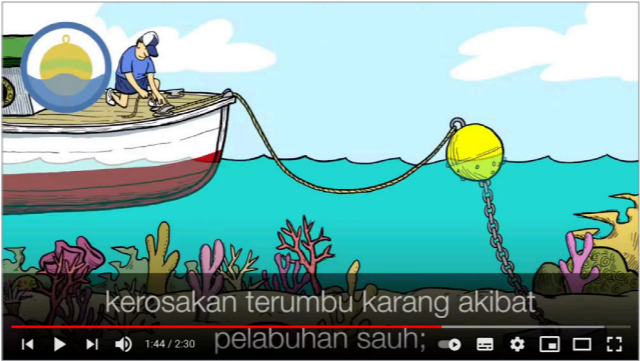 kerosakan terumbu karang akibat
pelabuhan sauh;
1:44 / 2:30